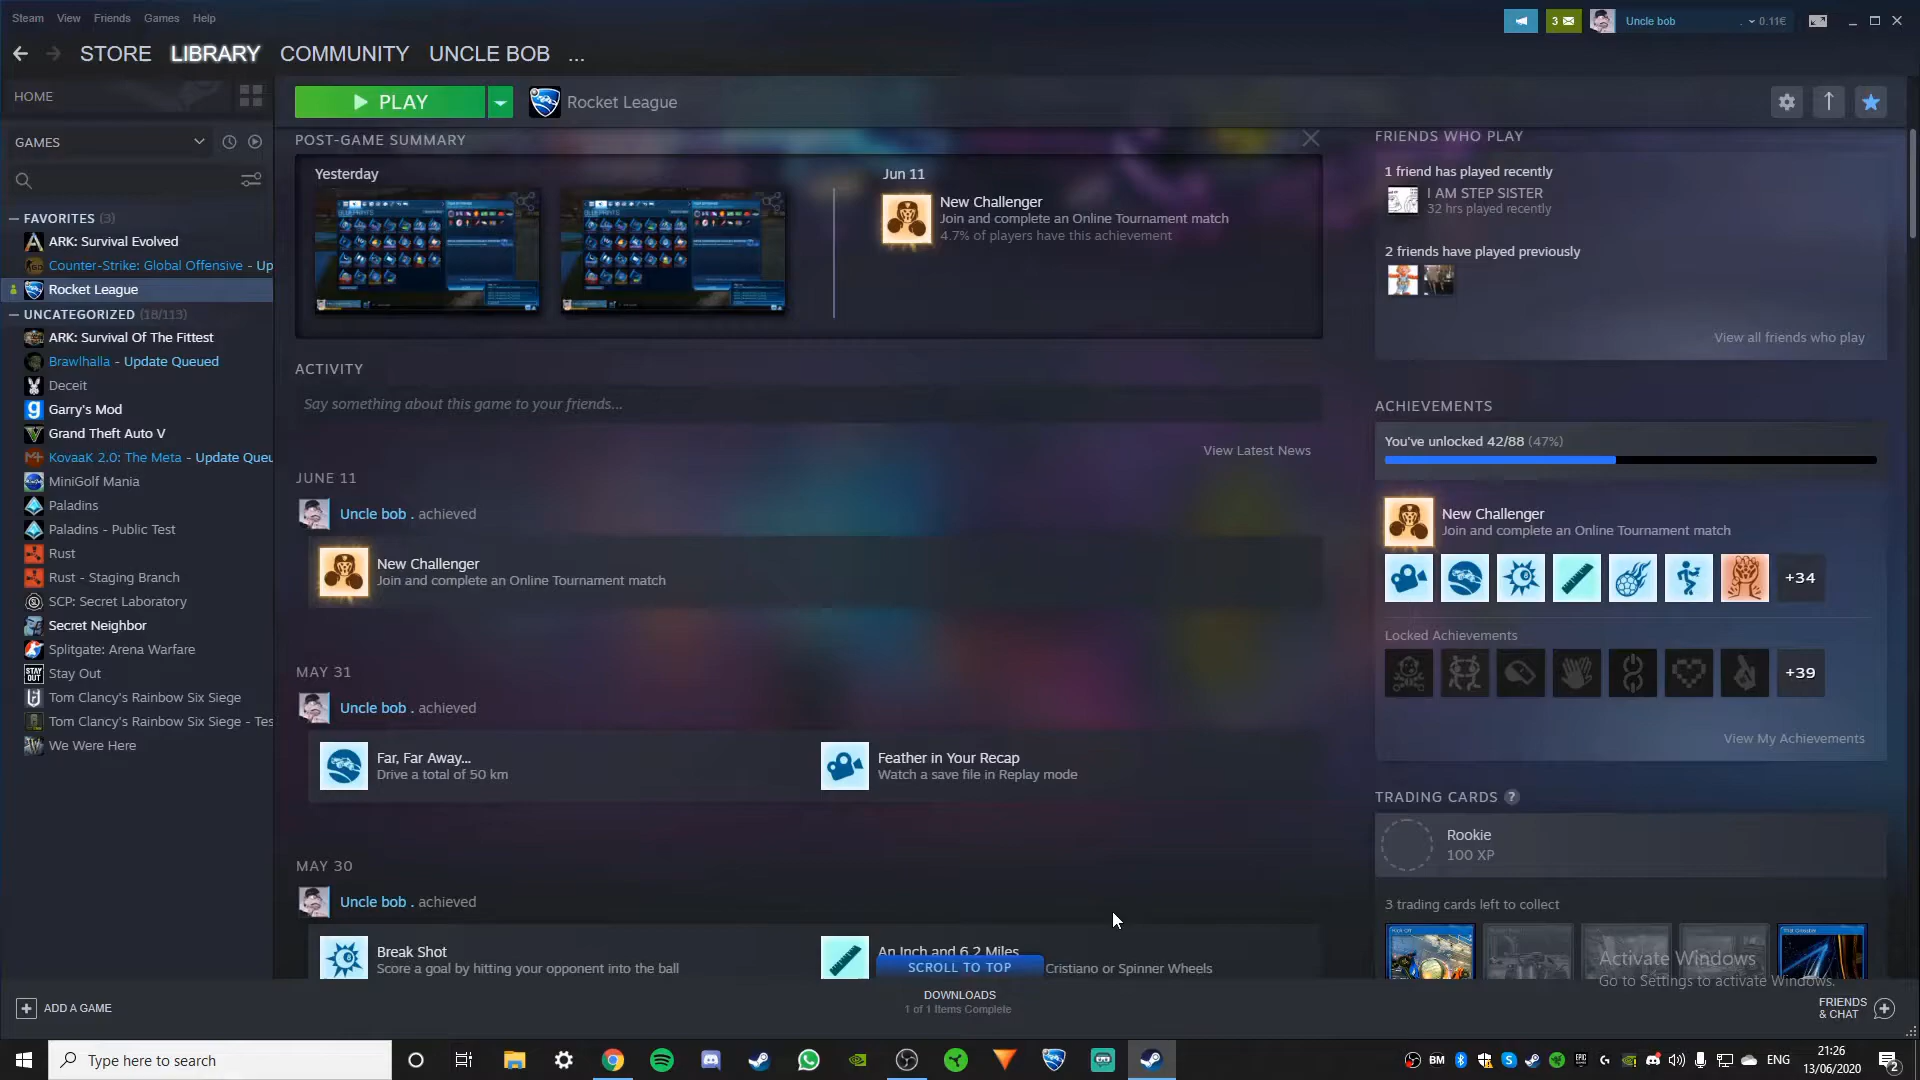 Steam View Friends Games Help
3
Uncle bob . 0.11€
STORE LIBRARY COMMUNITY UNCLE BOB ...
HOME
PLAY
Rocket League
GAMES
FAVORITES (3)
ARK: Survival Evolved
Counter-Strike: Global Offensive - Up
Rocket League
UNCATEGORIZED (18/113)
ARK: Survival Of The Fittest
Brawlhalla - Update Queued
Deceit
Garry's Mod
Grand Theft Auto V
KovaaK 2.0: The Meta - Update Queu
MiniGolf Mania
Paladins
Paladins - Public Test
Rust
Rust - Staging Branch
SCP: Secret Laboratory
Secret Neighbor
Splitgate: Arena Warfare
Stay Out
Tom Clancy's Rainbow Six Siege
Tom Clancy's Rainbow Six Siege - Tes
We Were Here
ADD A GAME
POST-GAME SUMMARY
Yesterday
Jun 11
New Challenger
Join and complete an Online Tournament match
4.7% of players have this achievement
ACTIVITY
Say something about this game to your friends...
View Latest News
JUNE 11
Uncle bob . achieved
New Challenger
Join and complete an Online Tournament match
MAY 31
Uncle bob . achieved
Far, Far Away...
Drive a total of 50 km
Feather in Your Recap
Watch a save file in Replay mode
MAY 30
Uncle bob . achieved
Break Shot
Score a goal by hitting your opponent into the ball
An Inch and 6.2 Miles
Cristiano or Spinner Wheels
SCROLL TO TOP
DOWNLOADS
1 of 1 Items Complete
FRIENDS WHO PLAY
1 friend has played recently
I AM STEP SISTER
32 hrs played recently
2 friends have played previously
View all friends who play
ACHIEVEMENTS
You've unlocked 42/88 (47%)
New Challenger
Join and complete an Online Tournament match
+34
Locked Achievements
+39
View My Achievements
TRADING CARDS ?
Rookie
100 XP
3 trading cards left to collect
Activate Windows
Go to Settings to activate Windows.
FRIENDS
& CHAT
Type here to search
BM
ENG
21:26
13/06/2020
2